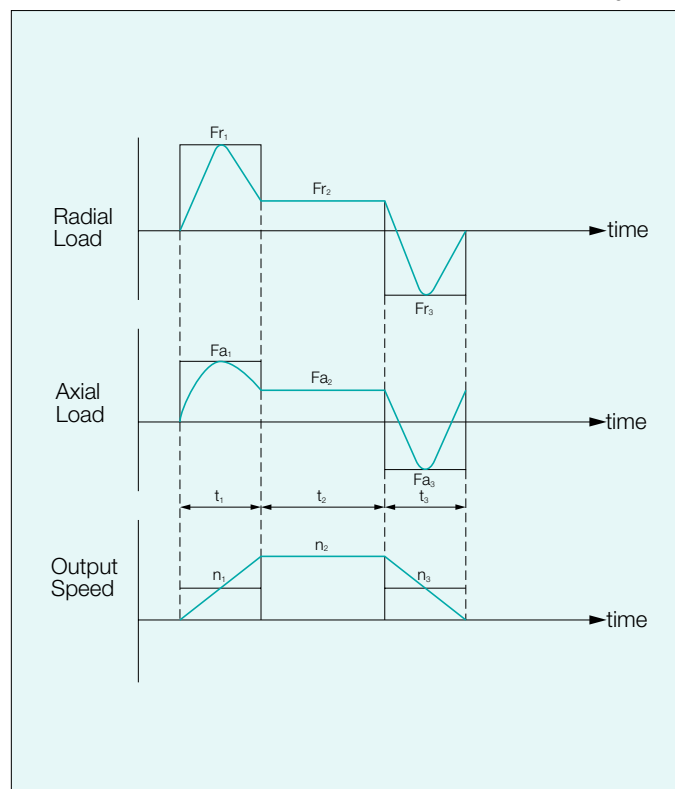 Fr₁
Fr₂
Radial
Load
time
Fr₃
Fa₁
Fa₂
Axial
Load
time
Fa₃
t₁
t₂
t₃
Output
Speed
n₁
n₂
n₃
time